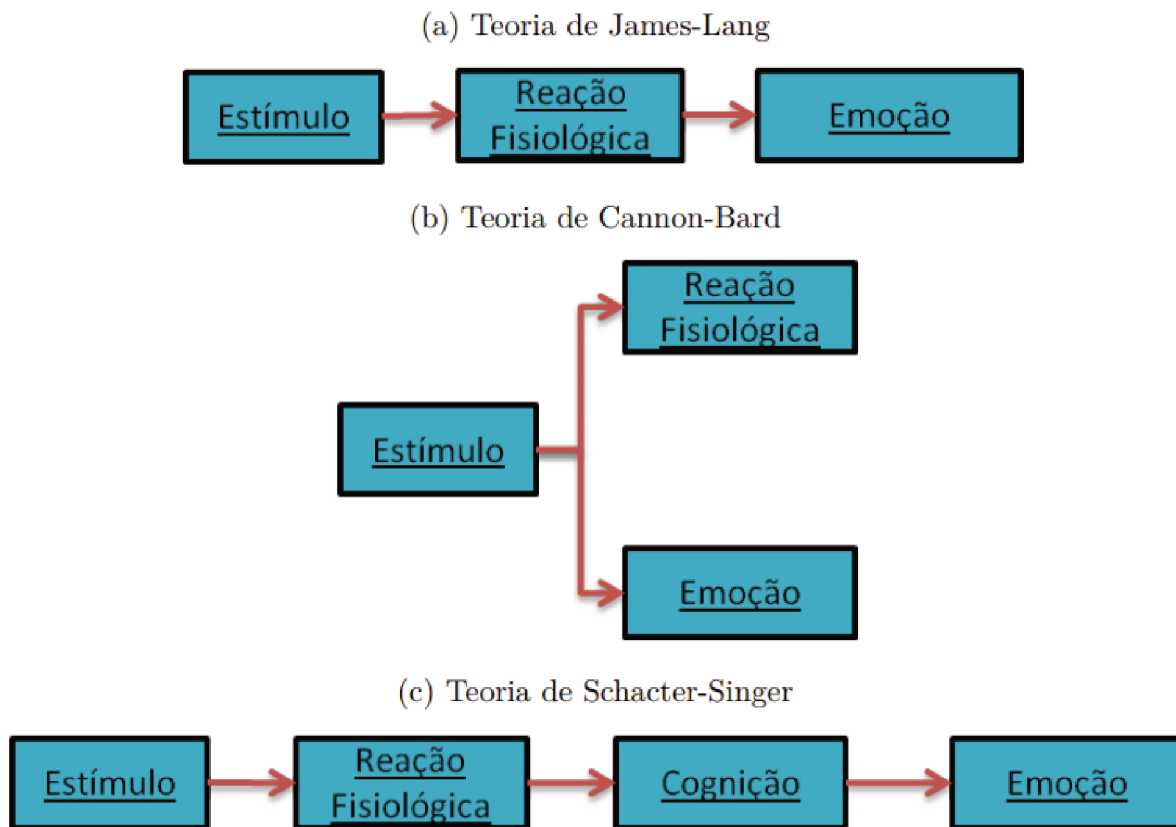 (a) Teoria de James-Lang
Estímulo
Reação
Fisiológica
Emoção
(b) Teoria de Cannon-Bard
Reação
Fisiológica
Estímulo
Emoção
(c) Teoria de Schacter-Singer
Estímulo
Reação
Fisiológica
Cognição
Emoção